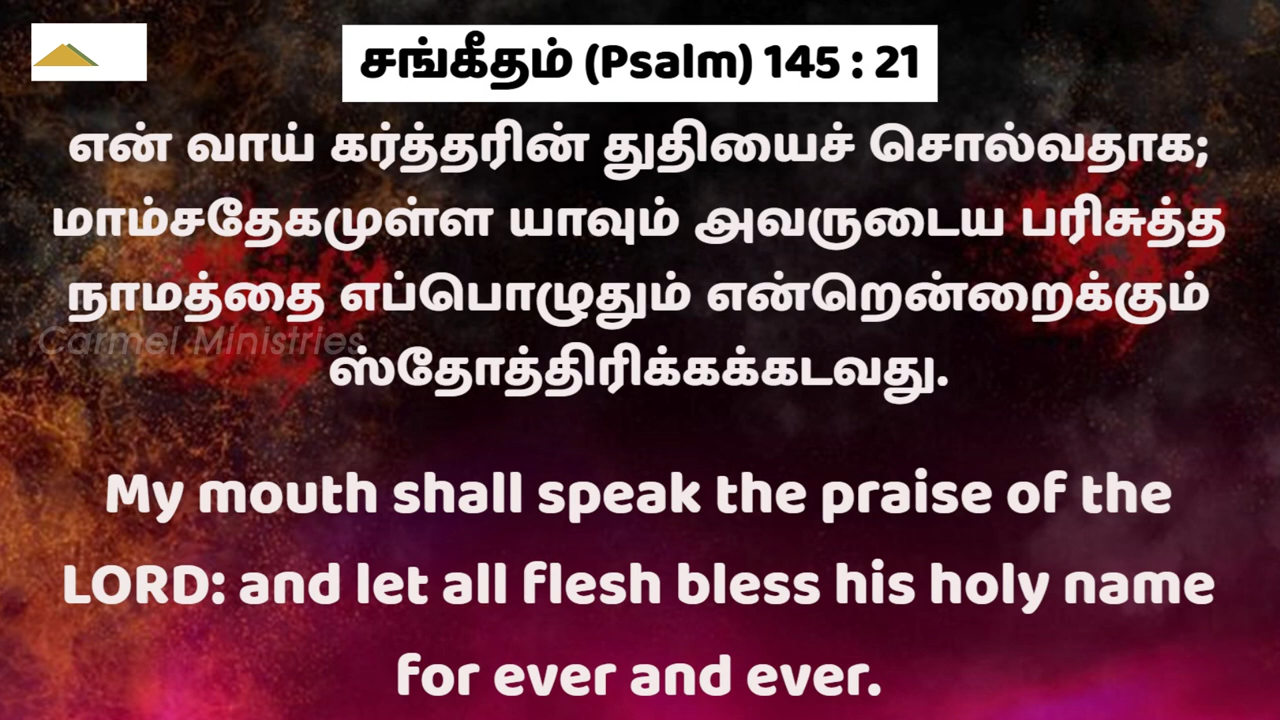 சங்கீதம் (Psalm) 145 : 21
என் வாய் கர்த்தரின் துதியைச் சொல்வதாக;
மாம்சதேகமுள்ள யாவும் அவருடைய பரிசுத்த
நாமத்தை எப்பொழுதும் என்றென்றைக்கும்
Carmel Ministries
ஸ்தோத்திரிக்கக்கடவது.
My mouth shall speak the praise of the
LORD: and let all flesh bless his holy name
for ever and ever.